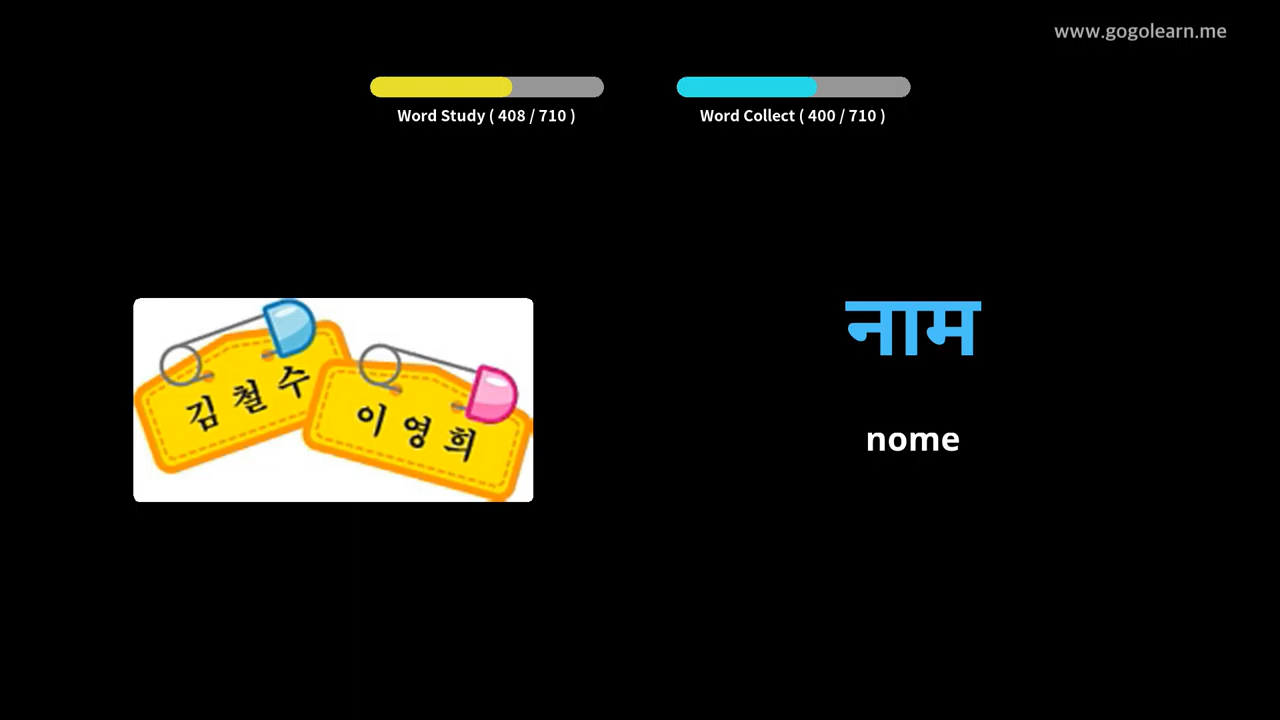 www.gogolearn.me
Word Study ( 408 / 710 )
Word Collect ( 400 / 710 )
김철수
이영희
नाम
nome